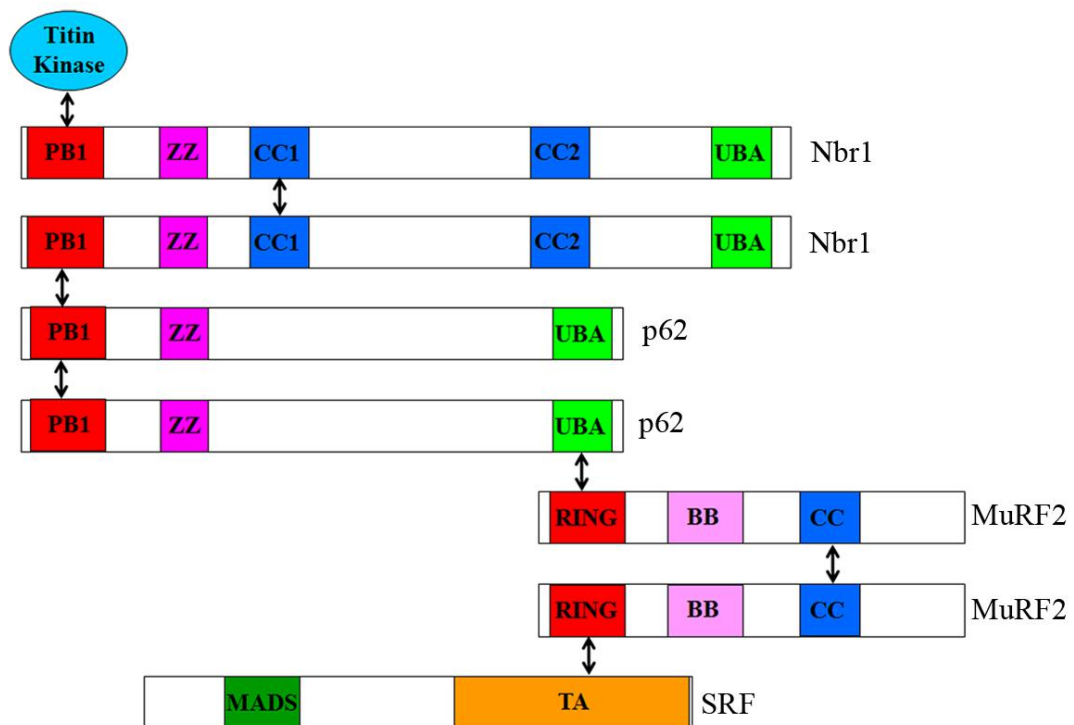 Titin
Kinase
PB1 ZZ CC1 CC2 UBA Nbr1
PB1 ZZ CC1 CC2 UBA Nbr1
PB1 ZZ UBA p62
PB1 ZZ UBA p62
RING BB CC MuRF2
RING BB CC MuRF2
MADS TA SRF